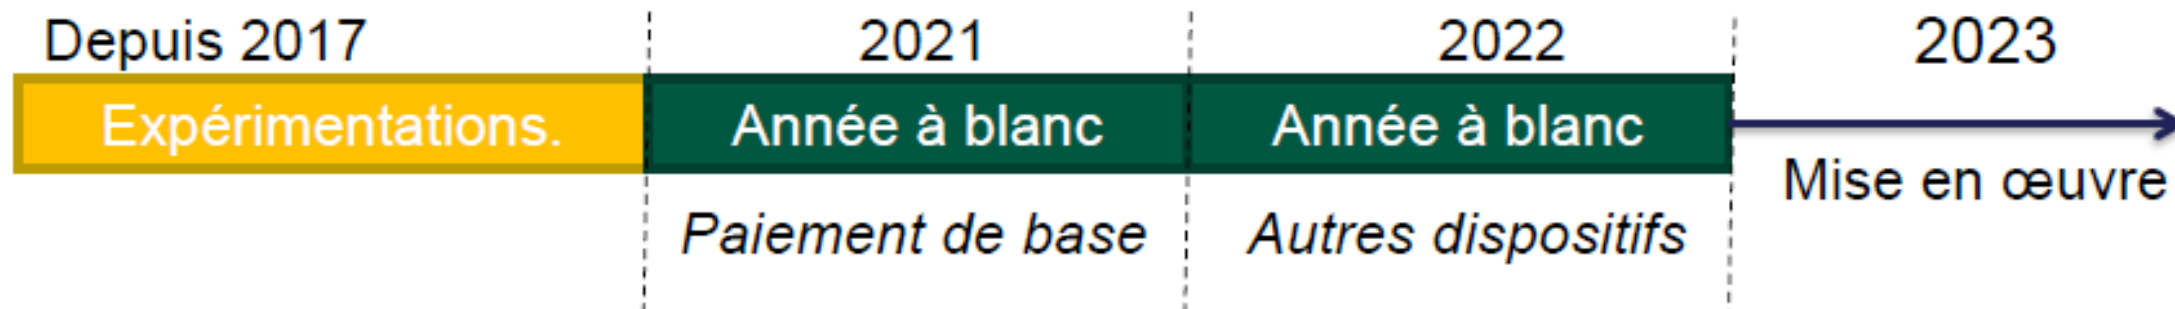 Depuis 2017 2021 2022 2023
Expérimentations. Année à blanc Année à blanc
Mise en œuvre
Paiement de base Autres dispositifs